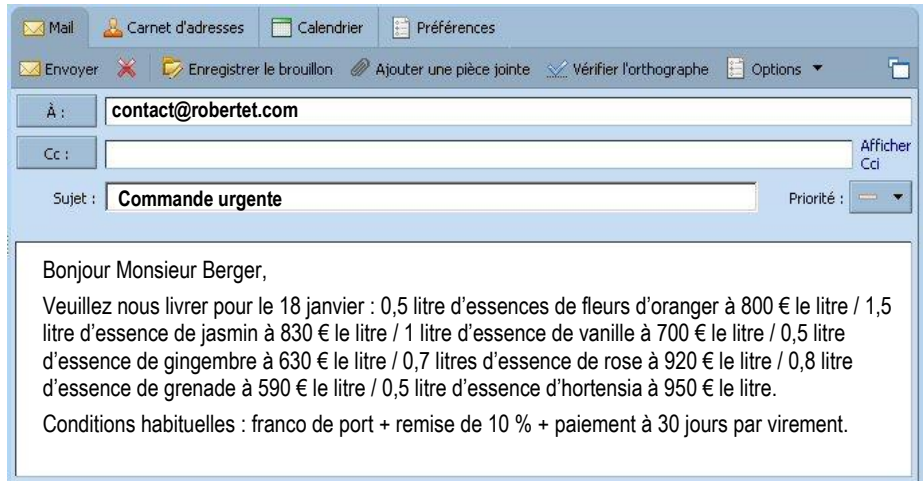 Mail Carnet d'adresses Calendrier Préférences
Envoyer Enregistrer le brouillon Ajouter une pièce jointe Vérifier l'orthographe Options
À : contact@robertet.com
Cc : Afficher
Cci
Sujet : Commande urgente Priorité :
Bonjour Monsieur Berger,
Veuillez nous livrer pour le 18 janvier : 0,5 litre d'essences de fleurs d'oranger à 800 € le litre / 1,5
litre d'essence de jasmin à 830 € le litre / 1 litre d'essence de vanille à 700 € le litre / 0,5 litre
d'essence de gingembre à 630 € le litre / 0,7 litres d'essence de rose à 920 € le litre / 0,8 litre
d'essence de grenade à 590 € le litre / 0,5 litre d'essence d'hortensia à 950 € le litre.
Conditions habituelles : franco de port + remise de 10 % + paiement à 30 jours par virement.